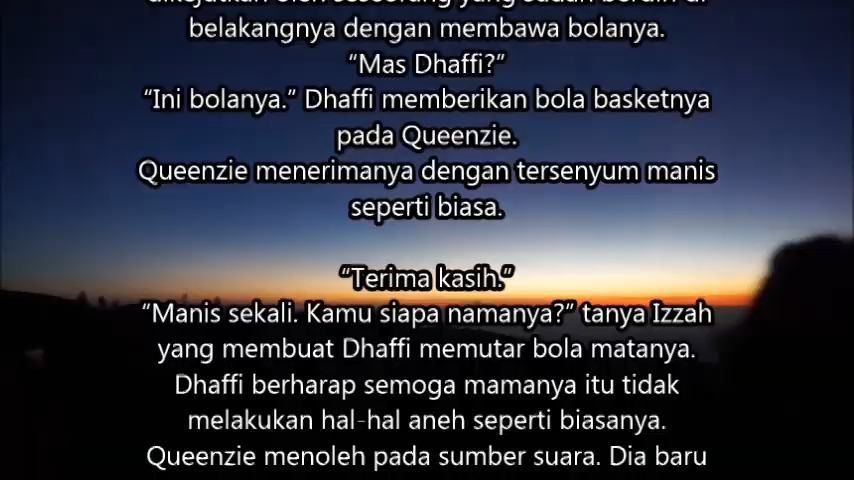 belakangnya dengan membawa bolanya.
“Mas Dhaffi?”
“Ini bolanya.” Dhaffi memberikan bola basketnya
pada Queenzie.
Queenzie menerimanya dengan tersenyum manis
seperti biasa.
“Terima kasih.”
“Manis sekali. Kamu siapa namanya?” tanya Izzah
yang membuat Dhaffi memutar bola matanya.
Dhaffi berharap semoga mamanya itu tidak
melakukan hal-hal aneh seperti biasanya.
Queenzie menoleh pada sumber suara. Dia baru